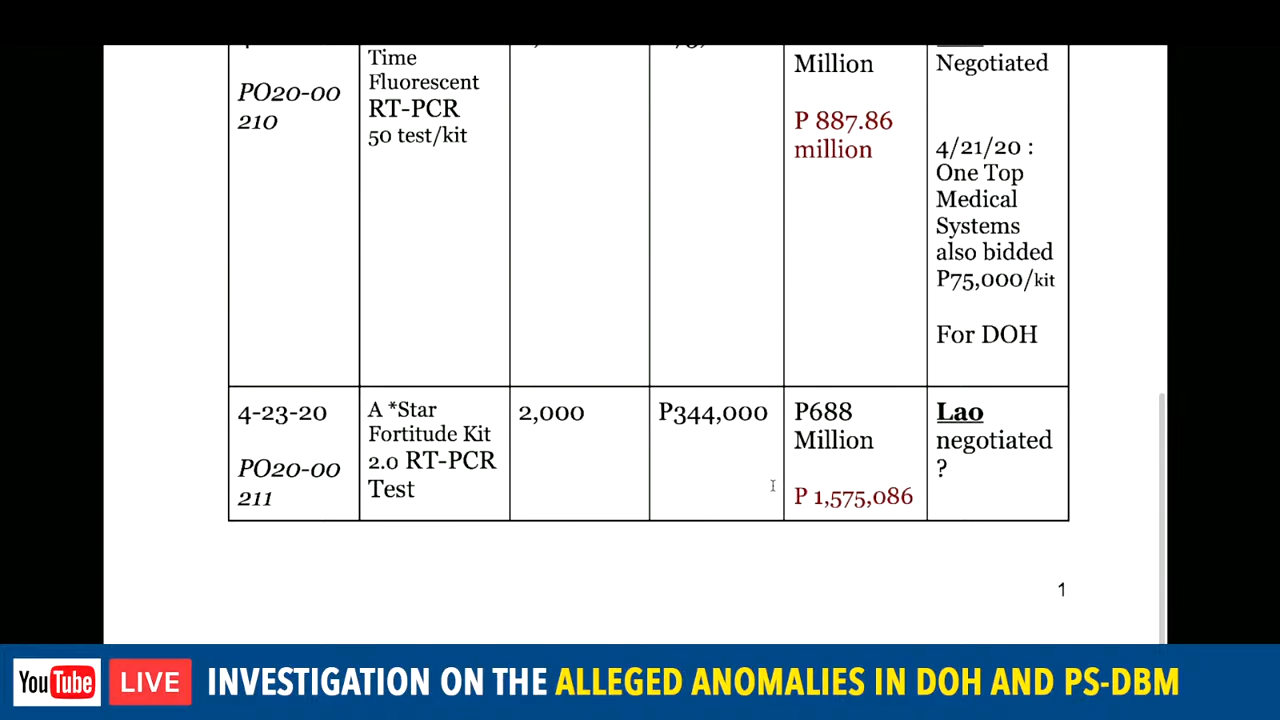 Time
Fluorescent
RT-PCR
50 test/kit
PO20-00
210
Million
P 887.86
million
Negotiated
4/21/20 :
One Top
Medical
Systems
also bidded
P75,000/kit
For DOH
4-23-20
PO20-00
211
A *Star
Fortitude Kit
2.0 RT-PCR
Test
2,000
P344,000
P688
Million
P 1,575,086
Lao
negotiated
?
1
YouTube LIVE INVESTIGATION ON THE ALLEGED ANOMALIES IN DOH AND PS-DBM